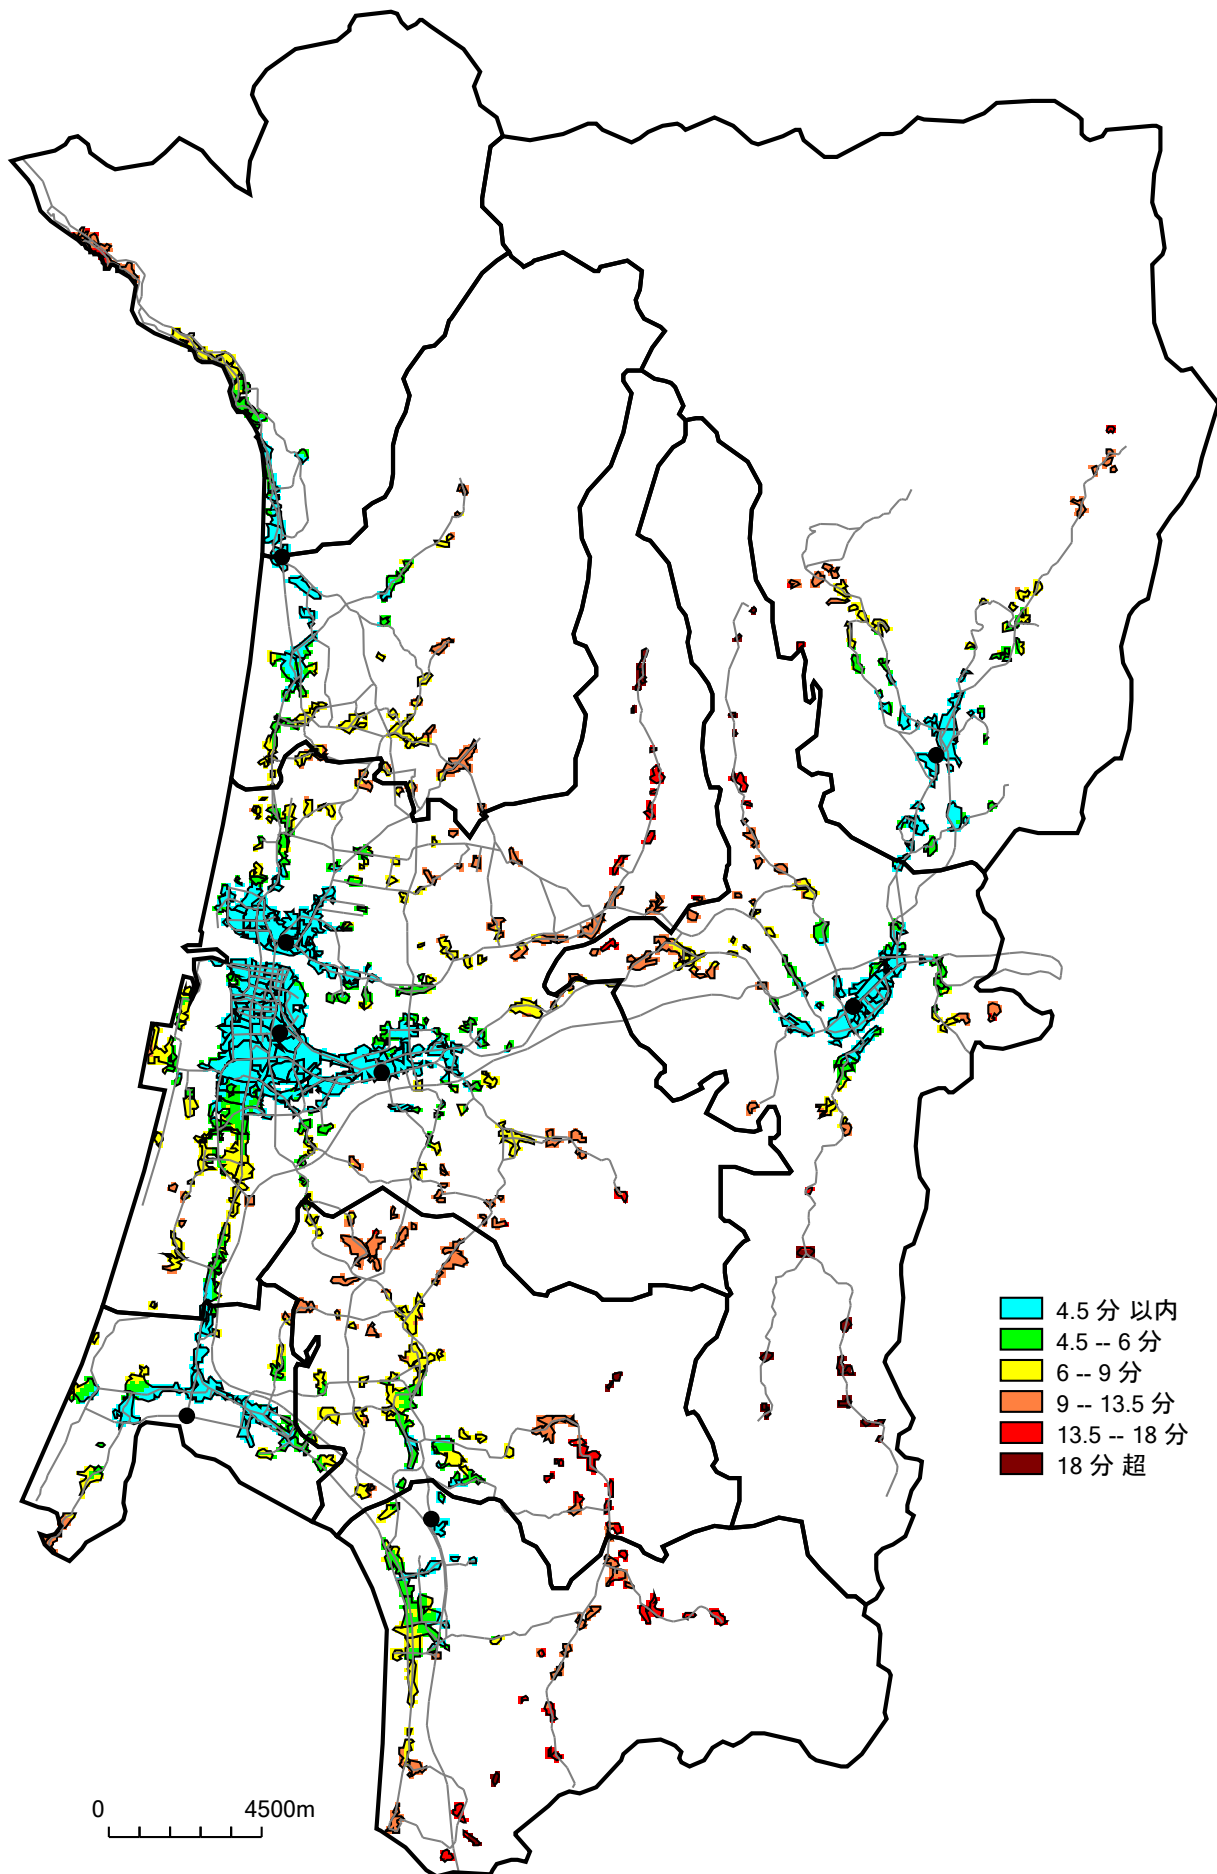 4.5 分 以内
4.5 -- 6 分
6 -- 9 分
9 -- 13.5 分
13.5 -- 18 分
18 分 超
0 4500m